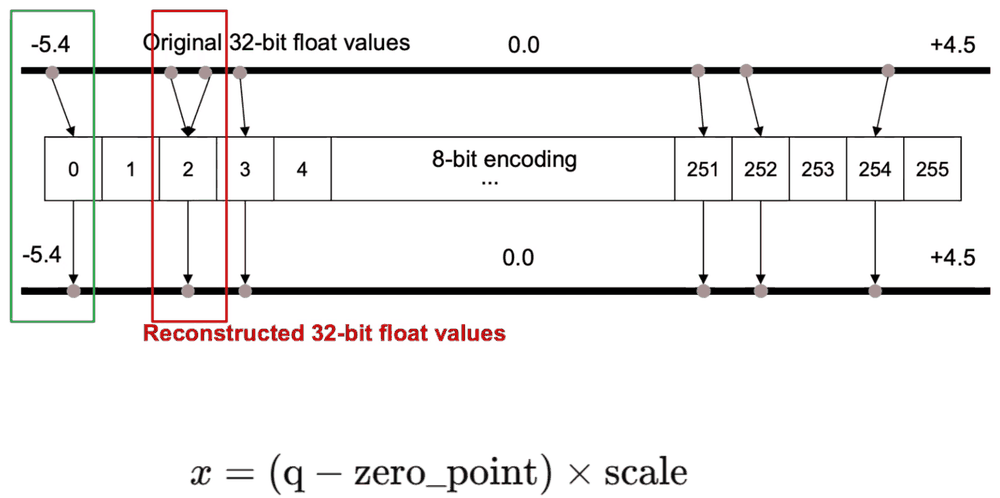 -5.4 Original 32-bit float values 0.0 +4.5
8-bit encoding
0 1 2 3 4 ... 251 252 253 254 255
-5.4 0.0 +4.5
Reconstructed 32-bit float values
x = (q − zero_point) × scale